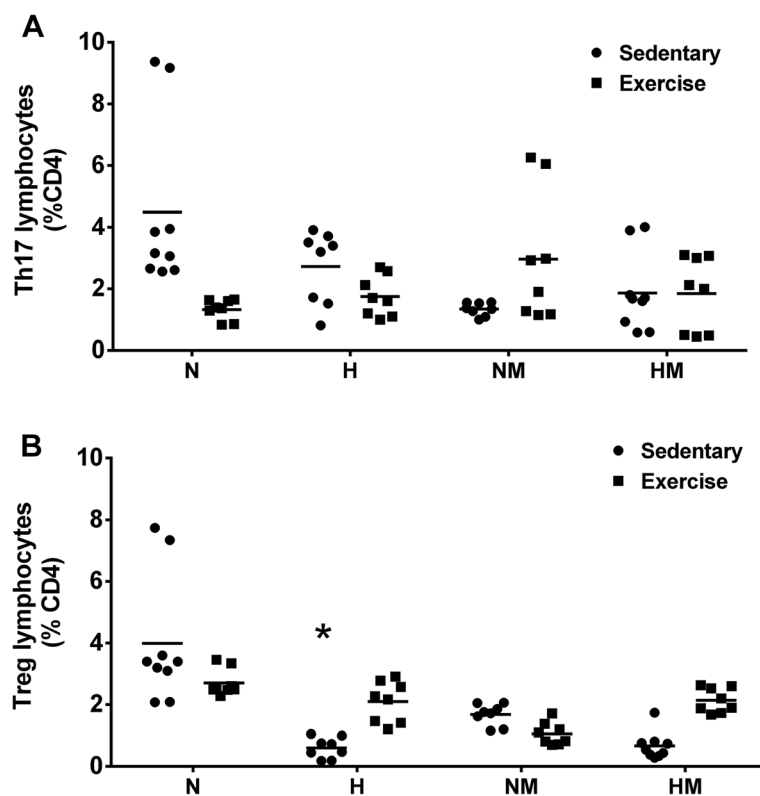 A
Th17 lymphocytes
(%CD4)
10
8
6
4
2
0
Sedentary
Exercise
N H NM HM
B
Treg lymphocytes
(% CD4)
10
8
6
4
2
0
Sedentary
Exercise
*
N H NM HM